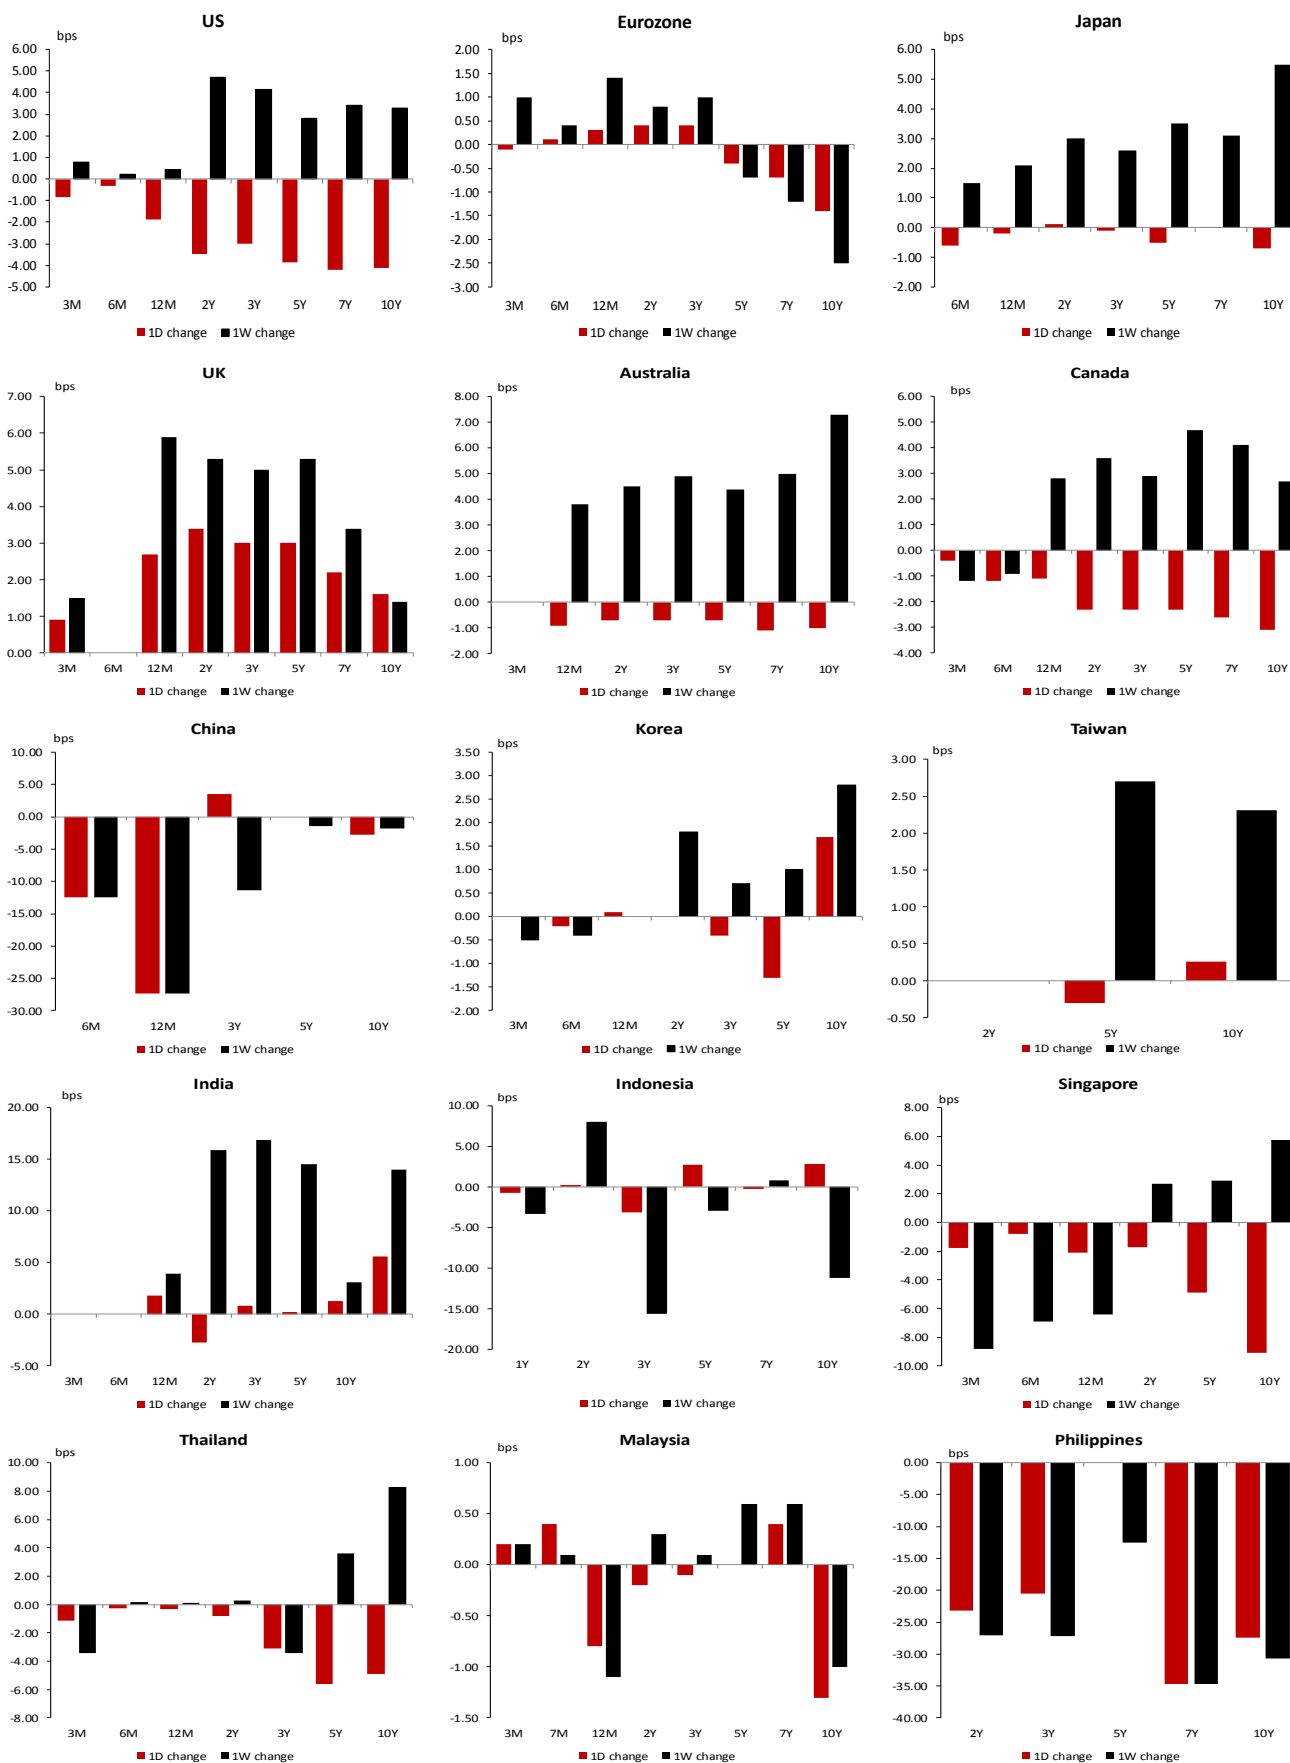 US
bps
6.00
5.00
4.00
3.00
2.00
1.00
0.00
-1.00
-2.00
-3.00
-4.00
-5.00
3M 6M 12M 2Y 3Y 5Y 7Y 10Y
1D change 1W change
Eurozone
bps
2.00
1.50
1.00
0.50
0.00
-0.50
-1.00
-1.50
-2.00
-2.50
-3.00
3M 6M 12M 2Y 3Y 5Y 7Y 10Y
1D change 1W change
Japan
bps
6.00
5.00
4.00
3.00
2.00
1.00
0.00
-1.00
-2.00
6M 12M 2Y 3Y 5Y 7Y 10Y
1D change 1W change
UK
bps
7.00
6.00
5.00
4.00
3.00
2.00
1.00
0.00
3M 6M 12M 2Y 3Y 5Y 7Y 10Y
1D change 1W change
Australia
bps
8.00
7.00
6.00
5.00
4.00
3.00
2.00
1.00
0.00
-1.00
-2.00
3M 12M 2Y 3Y 5Y 7Y 10Y
1D change 1W change
Canada
bps
6.00
5.00
4.00
3.00
2.00
1.00
0.00
-1.00
-2.00
-3.00
-4.00
3M 6M 12M 2Y 3Y 5Y 7Y 10Y
1D change 1W change
China
bps
10.00
5.00
0.00
-5.00
-10.00
-15.00
-20.00
-25.00
-30.00
6M 12M 3Y 5Y 10Y
1D change 1W change
Korea
bps
3.50
3.00
2.50
2.00
1.50
1.00
0.50
0.00
-0.50
-1.00
-1.50
-2.00
3M 6M 12M 2Y 3Y 5Y 10Y
1D change 1W change
Taiwan
bps
3.00
2.50
2.00
1.50
1.00
0.50
0.00
-0.50
2Y 5Y 10Y
1D change 1W change
India
bps
20.00
15.00
10.00
5.00
0.00
-5.00
3M 6M 12M 2Y 3Y 5Y 10Y
1D change 1W change
Indonesia
bps
10.00
5.00
0.00
-5.00
-10.00
-15.00
-20.00
1Y 2Y 3Y 5Y 7Y 10Y
1D change 1W change
Singapore
bps
8.00
6.00
4.00
2.00
0.00
-2.00
-4.00
-6.00
-8.00
-10.00
3M 6M 12M 2Y 5Y 10Y
1D change 1W change
Thailand
bps
10.00
8.00
6.00
4.00
2.00
0.00
-2.00
-4.00
-6.00
-8.00
3M 6M 12M 2Y 3Y 5Y 10Y
1D change 1W change
Malaysia
bps
1.00
0.50
0.00
-0.50
-1.00
-1.50
3M 7M 12M 2Y 3Y 5Y 7Y 10Y
1D change 1W change
Philippines
bps
0.00
-5.00
-10.00
-15.00
-20.00
-25.00
-30.00
-35.00
-40.00
2Y 3Y 5Y 7Y 10Y
1D change 1W change